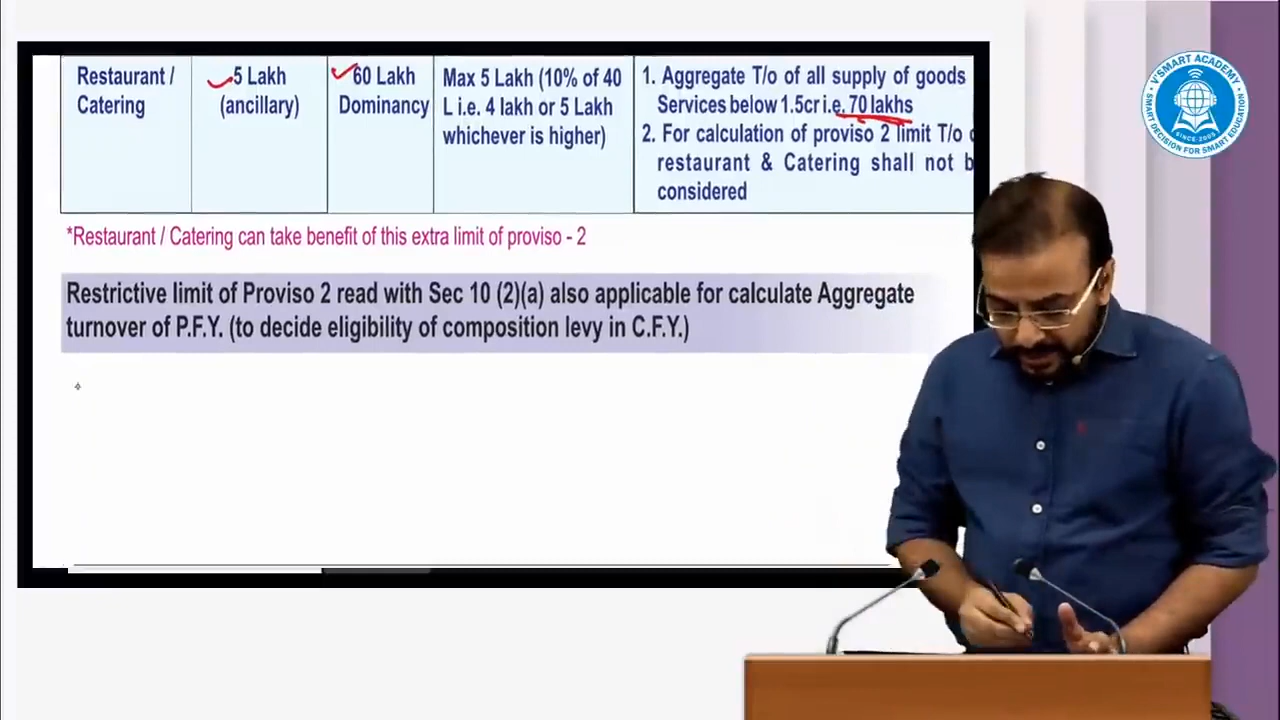 Restaurant /
Catering
5 Lakh
(ancillary)
60 Lakh
Dominancy
Max 5 Lakh (10% of 40
L i.e. 4 lakh or 5 Lakh
whichever is higher)
1. Aggregate T/o of all supply of goods
Services below 1.5cr i.e. 70 lakhs
2. For calculation of proviso 2 limit T/o
restaurant & Catering shall not
considered
*Restaurant / Catering can take benefit of this extra limit of proviso - 2
Restrictive limit of Proviso 2 read with Sec 10 (2)(a) also applicable for calculate Aggregate
turnover of P.F.Y. (to decide eligibility of composition levy in C.F.Y.)
V'SMART ACADEMY
SINCE-2005
SMART DECISION FOR SMART EDUCATION